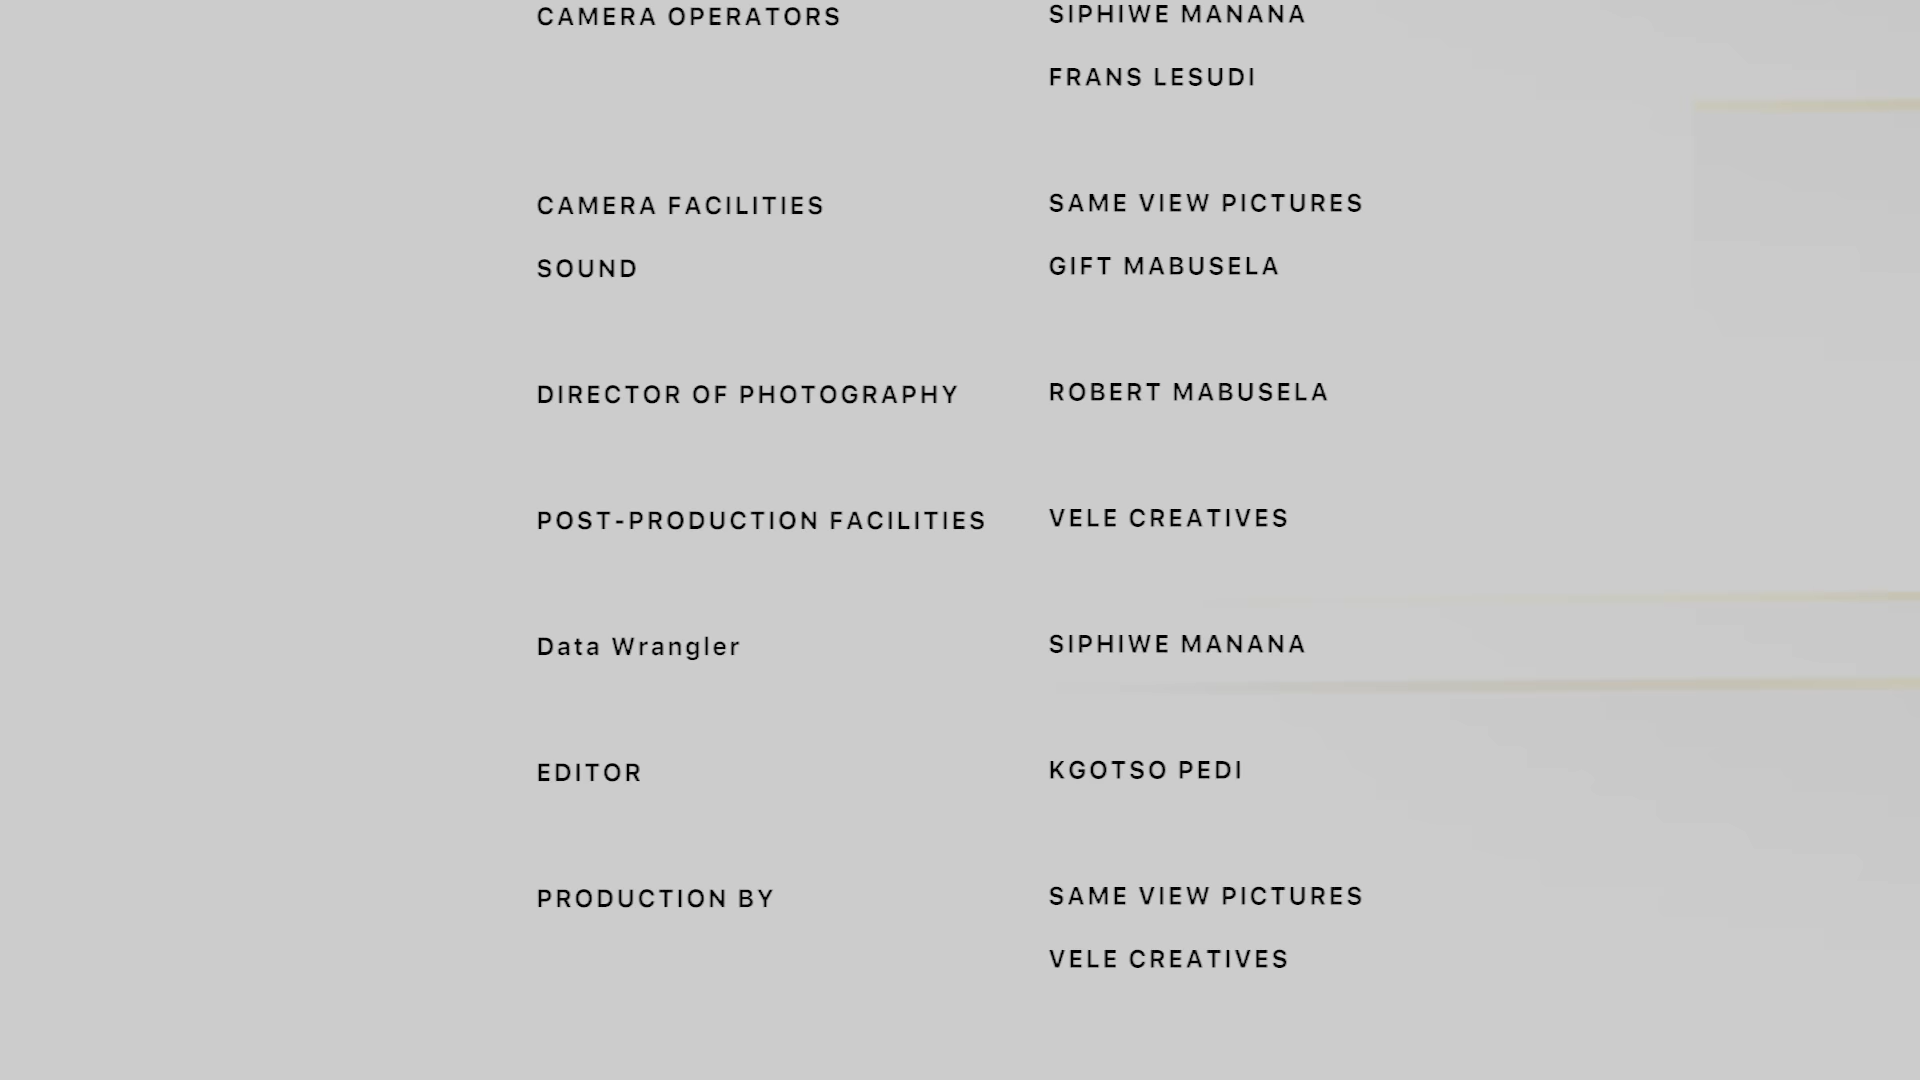 CAMERA OPERATORS SIPHIWE MANANA
FRANS LESUDI
CAMERA FACILITIES SAME VIEW PICTURES
SOUND GIFT MABUSELA
DIRECTOR OF PHOTOGRAPHY ROBERT MABUSELA
POST-PRODUCTION FACILITIES VELE CREATIVES
Data Wrangler SIPHIWE MANANA
EDITOR KGOTSO PEDI
PRODUCTION BY SAME VIEW PICTURES
VELE CREATIVES